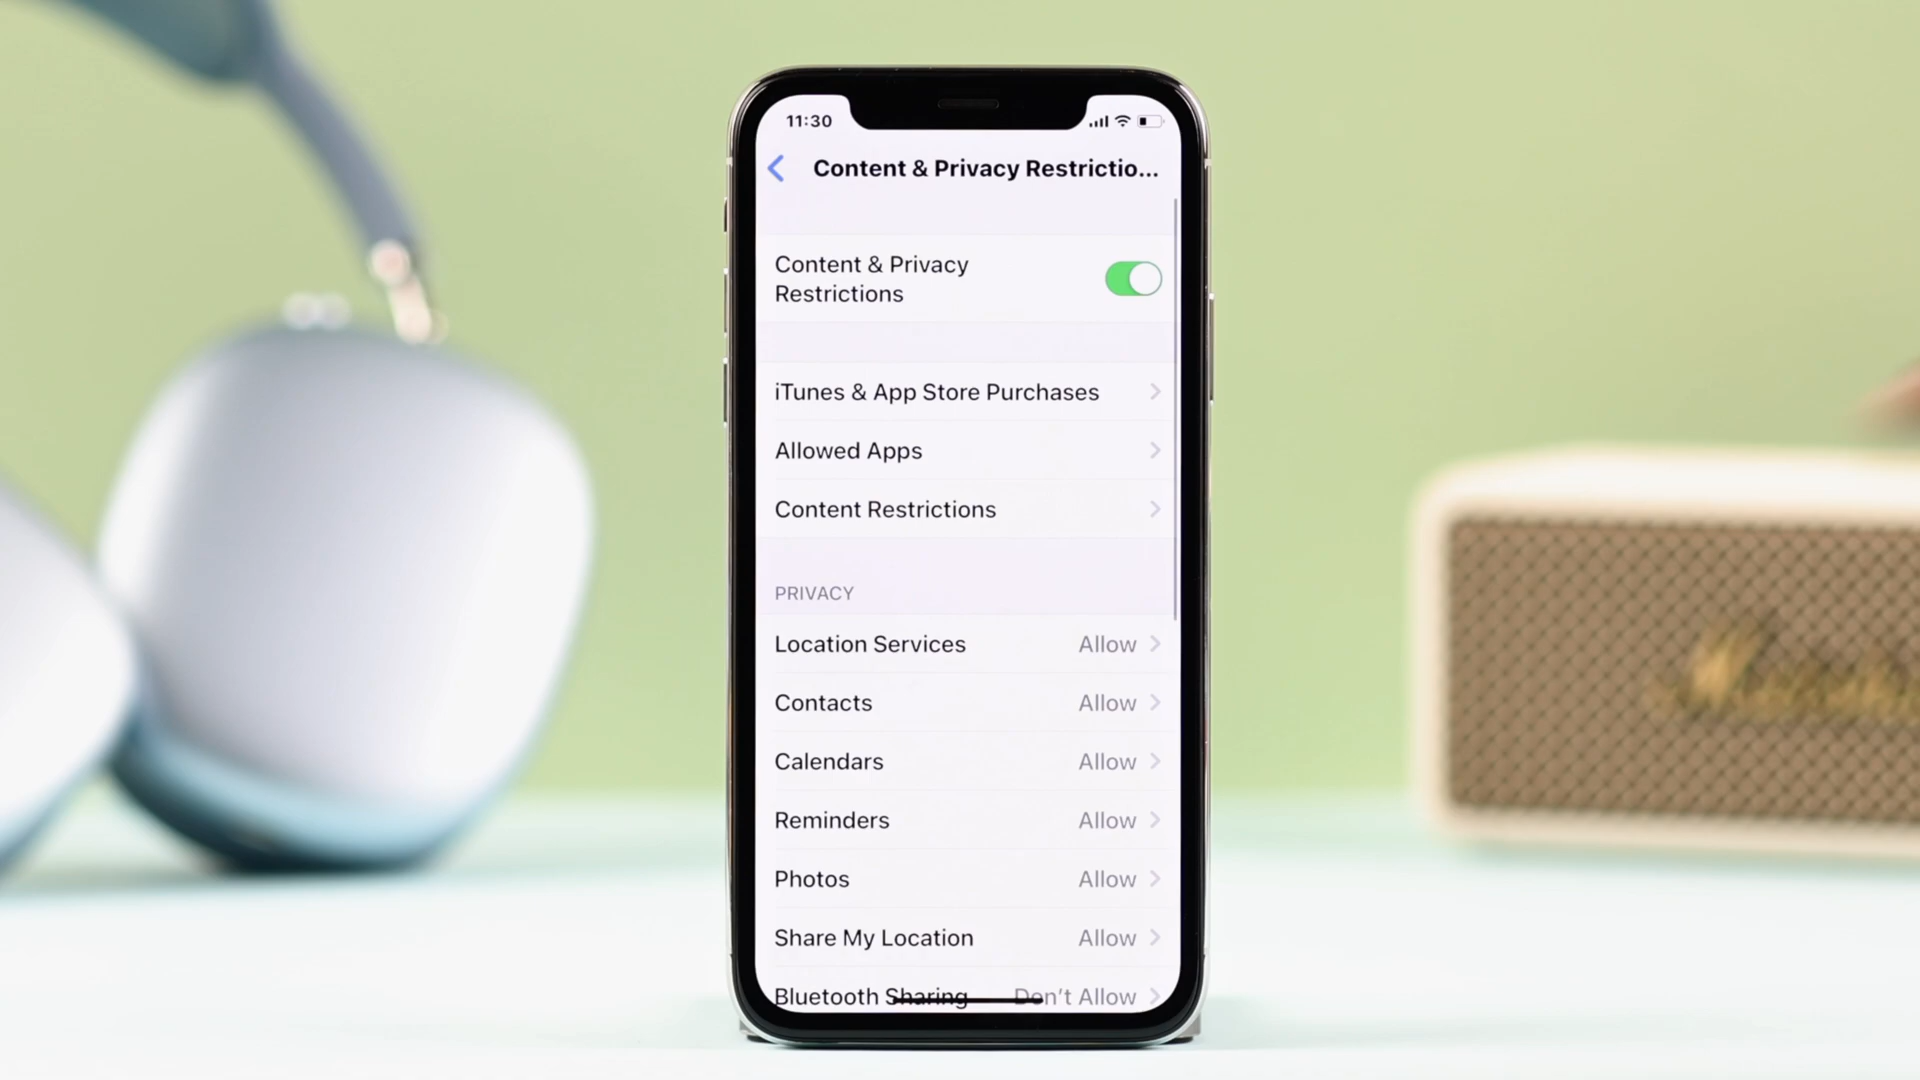 11:30
Content & Privacy Restrictio...
Content & Privacy
Restrictions
iTunes & App Store Purchases
Allowed Apps
Content Restrictions
PRIVACY
Location Services Allow
Contacts Allow
Calendars Allow
Reminders Allow
Photos Allow
Share My Location Allow
Bluetooth Sharing Don’t Allow